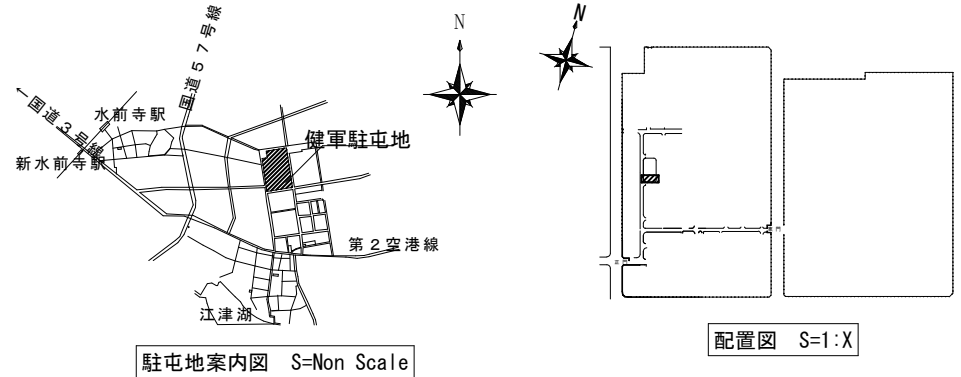 N
N
国道57号線
←国道3号線
水前寺駅
新水前寺駅
健軍駐屯地
第2空港線
江津湖
駐屯地案内図 S=Non Scale
配置図 S=1:X